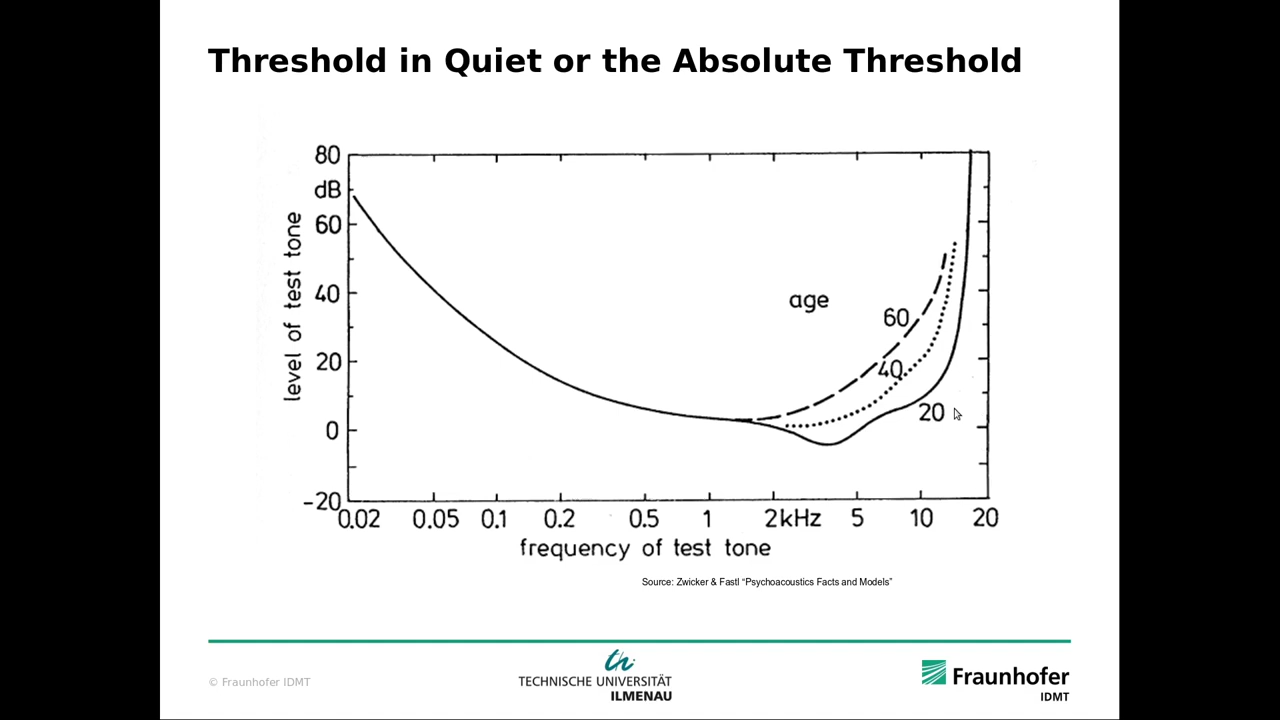 Threshold in Quiet or the Absolute Threshold
80
dB
60
40
20
0
-20
level of test tone
age
60
40
20
0.02 0.05 0.1 0.2 0.5 1 2kHz 5 10 20
frequency of test tone
Source: Zwicker & Fastl “Psychoacoustics Facts and Models”
© Fraunhofer IDMT
th
TECHNISCHE UNIVERSITÄT
ILMENAU
Fraunhofer
IDMT